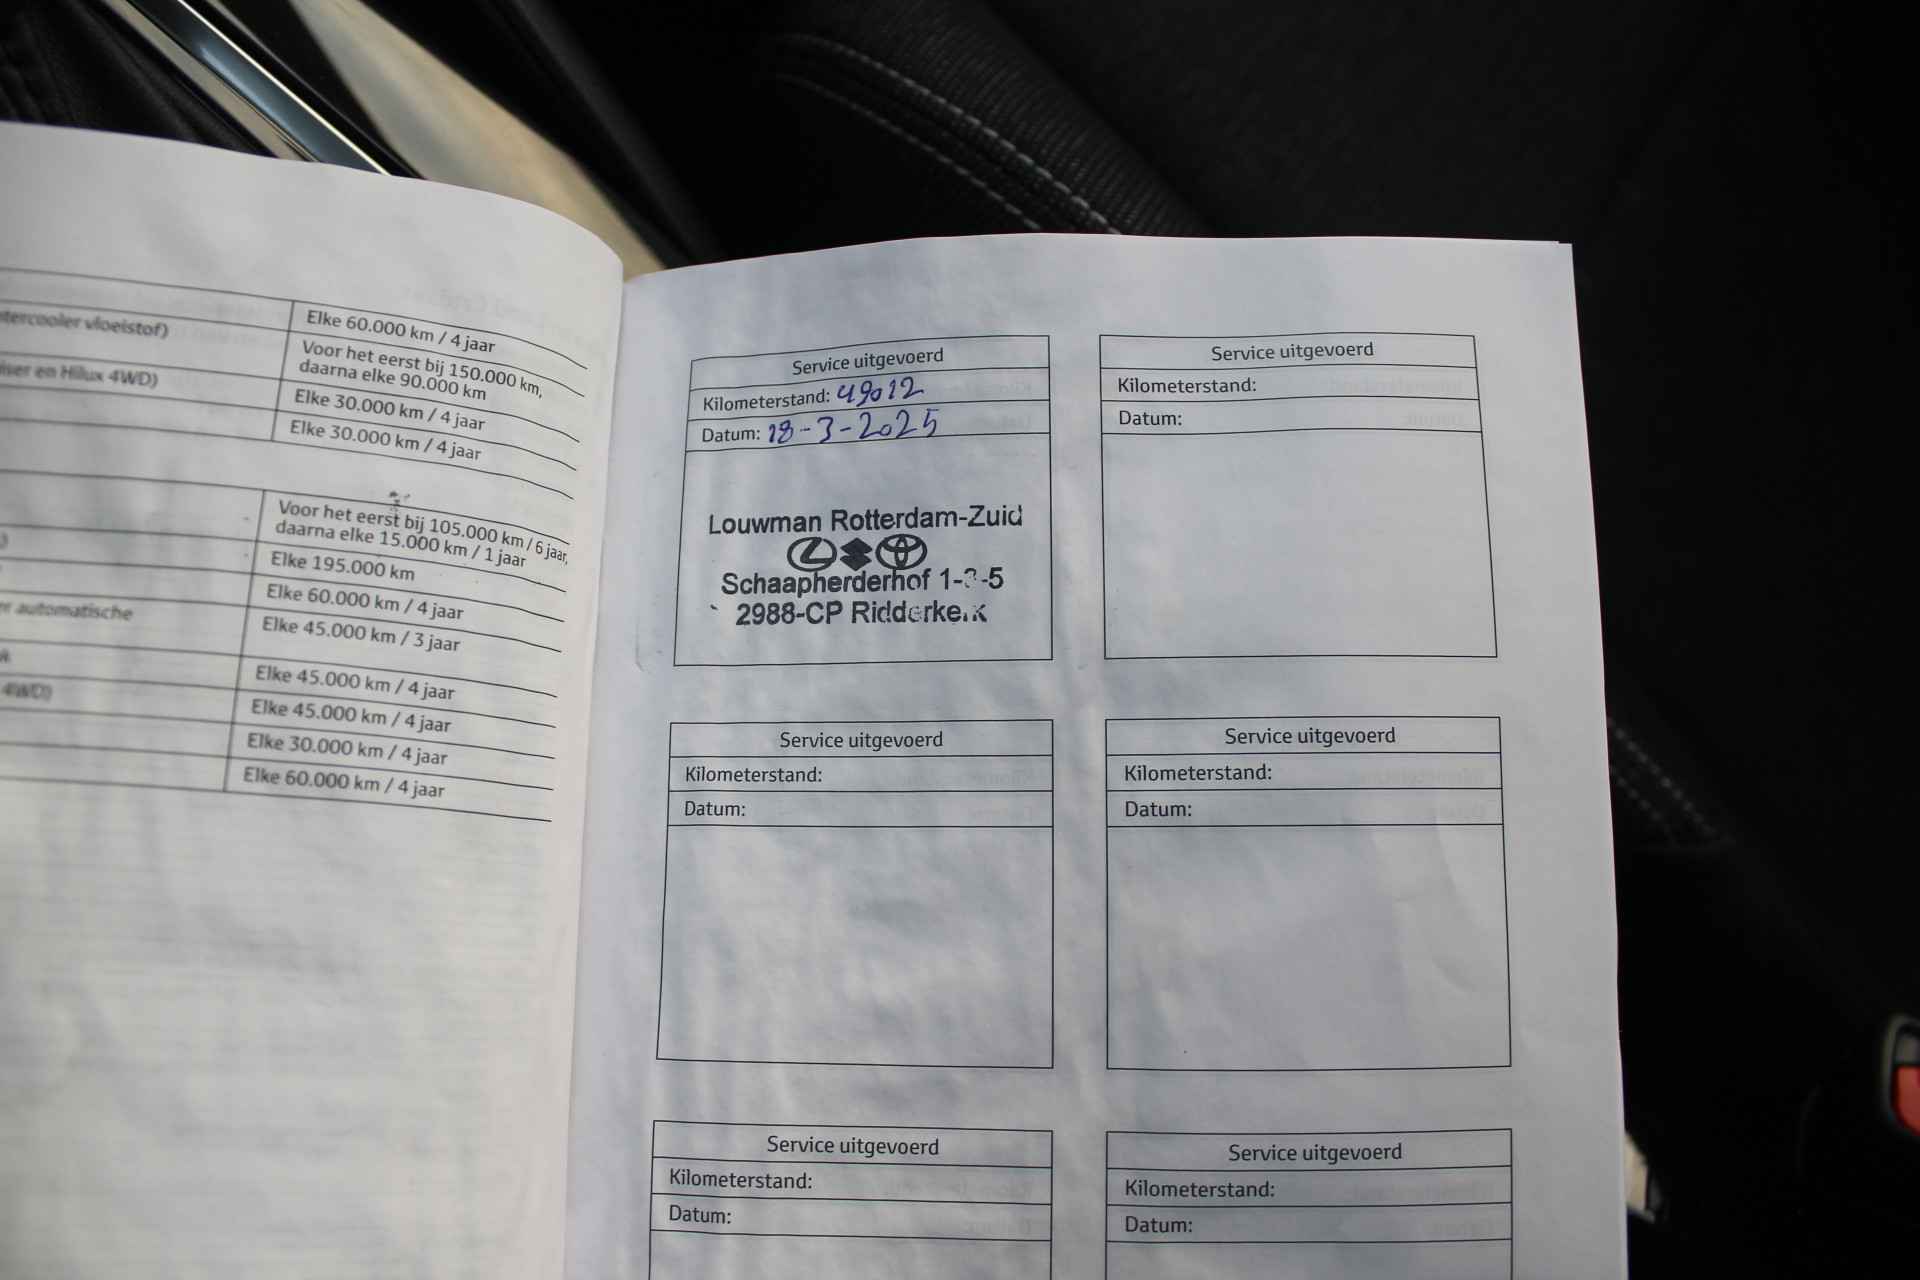 Elke 60.000 km / 4 jaar
tercooler vloeistof)
Voor het eerst bij 150.000 km,
daarna elke 90.000 km
iser en Hilux 4WD)
Elke 30.000 km / 4 jaar
Elke 30.000 km / 4 jaar
Voor het eerst bij 105.000 km / 6 jaar,
daarna elke 15.000 km / 1 jaar
Elke 195.000 km
Elke 60.000 km / 4 jaar
er automatische
Elke 45.000 km / 3 jaar
Elke 45.000 km / 4 jaar
4WD)
Elke 45.000 km / 4 jaar
Elke 30.000 km / 4 jaar
Elke 60.000 km / 4 jaar
Service uitgevoerd
Kilometerstand: 49012
Datum: 18-3-2025
Louwman Rotterdam-Zuid
Schaapherderhof 1-3-5
2988-CP Ridderkerk
Service uitgevoerd
Kilometerstand:
Datum:
Service uitgevoerd
Kilometerstand:
Datum:
Service uitgevoerd
Kilometerstand:
Datum:
Service uitgevoerd
Kilometerstand:
Datum:
Service uitgevoerd
Kilometerstand:
Datum: